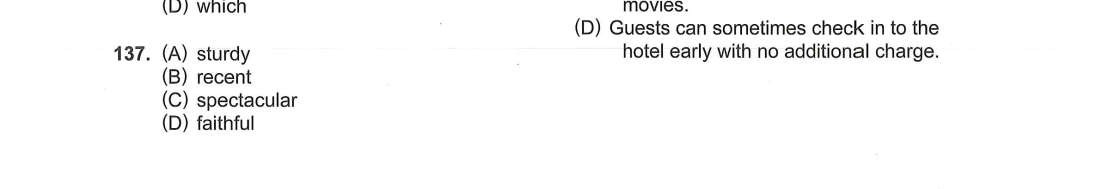 (D) which
137. (A) sturdy
(B) recent
(C) spectacular
(D) faithful
movies.
(D) Guests can sometimes check in to the
hotel early with no additional charge.